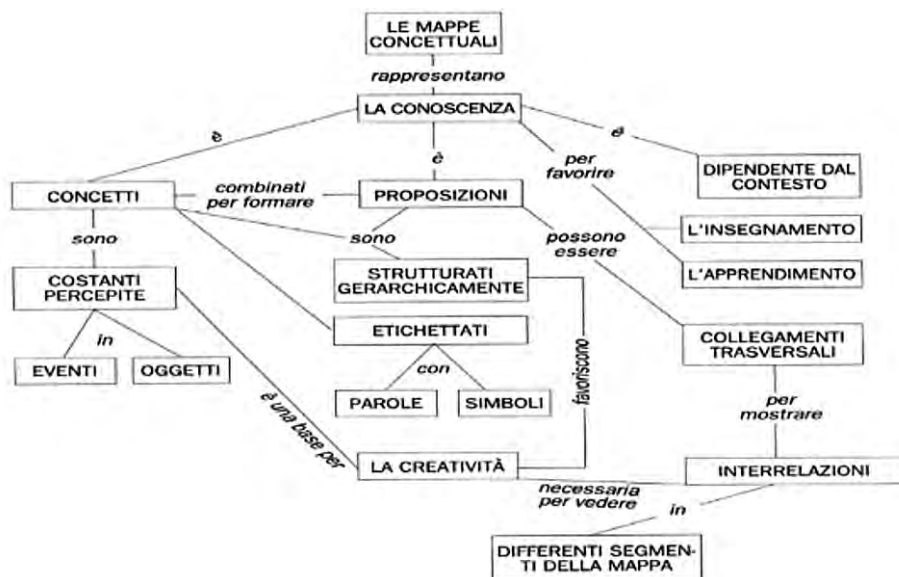 LE MAPPE
CONCETTUALI
rappresentano
LA CONOSCENZA
è
è
è
per
favorire
DIPENDENTE DAL
CONTESTO
CONCETTI
combinati
per formare
PROPOSIZIONI
L'INSEGNAMENTO
sono
sono
possono
essere
L'APPRENDIMENTO
COSTANTI
PERCEPITE
STRUTTURATI
GERARCHICAMENTE
in
ETICHETTATI
COLLEGAMENTI
TRASVERSALI
EVENTI
OGGETTI
con
favoriscono
PAROLE
SIMBOLI
per
mostrare
è una base per
LA CREATIVITÀ
INTERRELAZIONI
necessaria
per vedere
in
DIFFERENTI SEGMEN-
TI DELLA MAPPA